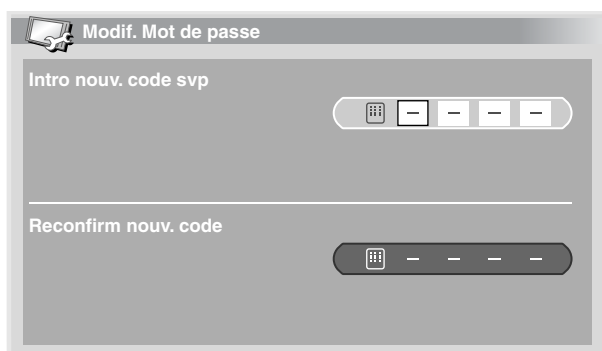 Modif. Mot de passe
Intro nouv. code svp
– – – –
Reconfirm nouv. code
– – – –